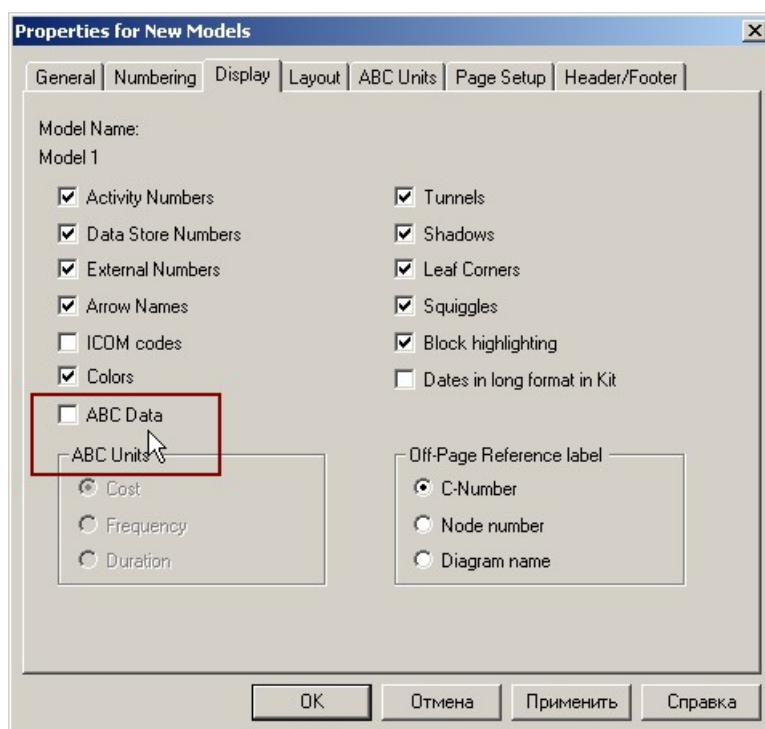 Properties for New Models
General Numbering Display Layout ABC Units Page Setup Header/Footer
Model Name:
Model 1
Activity Numbers
Data Store Numbers
External Numbers
Arrow Names
ICOM codes
Colors
ABC Data
Tunnels
Shadows
Leaf Corners
Squiggles
Block highlighting
Dates in long format in Kit
ABC Units
Cost
Frequency
Duration
Off-Page Reference label
C-Number
Node number
Diagram name
OK Отмена Применить Справка